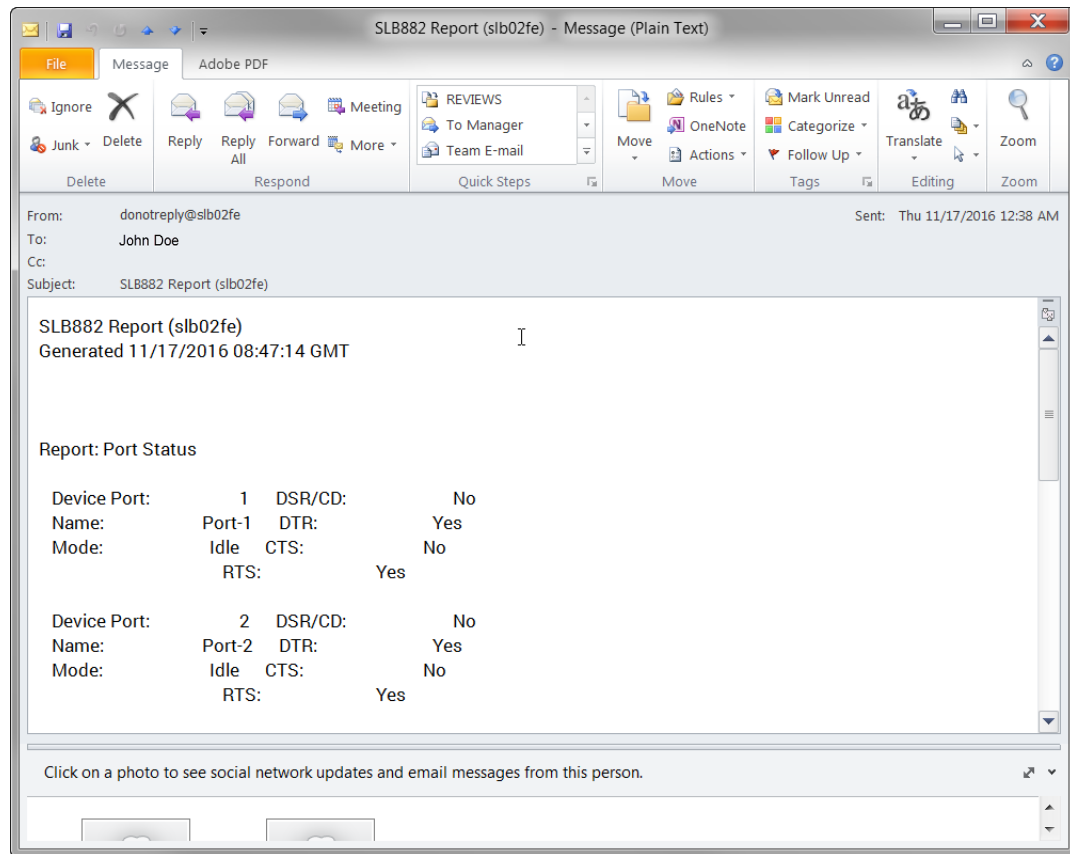 SLB882 Report (slb02fe) - Message (Plain Text)
File Message Adobe PDF
Ignore
Junk
Delete
Reply
Reply All
Forward
Meeting
More
REVIEWS
To Manager
Team E-mail
Move
Rules
OneNote
Actions
Mark Unread
Categorize
Follow Up
Translate
Zoom
Delete Respond Quick Steps Move Tags Editing Zoom
From: donotreply@slb02fe Sent: Thu 11/17/2016 12:38 AM
To: John Doe
Cc:
Subject: SLB882 Report (slb02fe)
SLB882 Report (slb02fe)
Generated 11/17/2016 08:47:14 GMT
Report: Port Status
Device Port: 1 DSR/CD: No
Name: Port-1 DTR: Yes
Mode: Idle CTS: No
RTS: Yes
Device Port: 2 DSR/CD: No
Name: Port-2 DTR: Yes
Mode: Idle CTS: No
RTS: Yes
Click on a photo to see social network updates and email messages from this person.